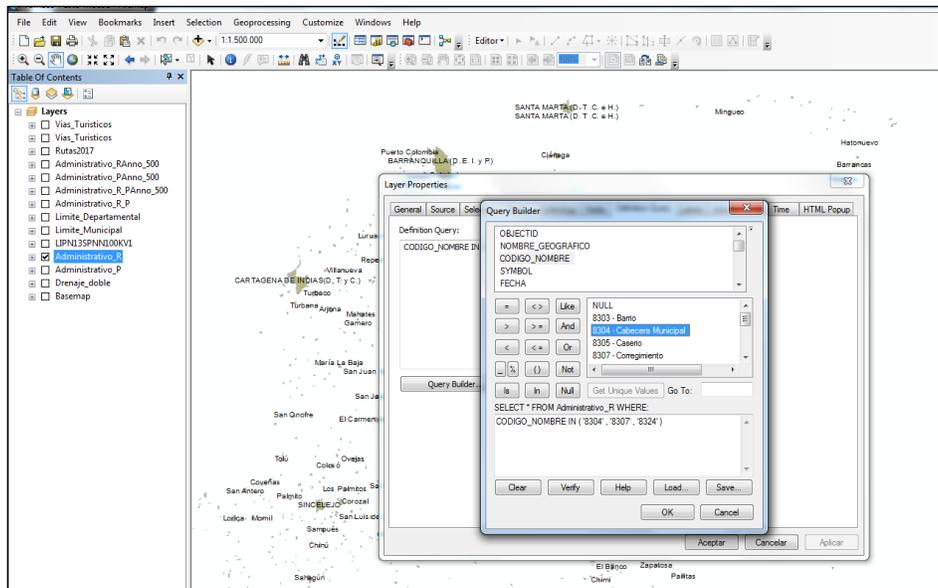 File Edit View Bookmarks Insert Selection Geoprocessing Customize Windows Help
1:1.500.000
Editor
Table Of Contents
Layers
Vias_Turisticos
Vias_Turisticos
Rutas2017
Administrativo_RAnno_500
Administrativo_PAnno_500
Administrativo_R_PAnno_500
Administrativo_R_P
Limite_Departamental
Limite_Municipal
LIPN13SPNN100KV1
Administrativo_R
Administrativo_P
Drenaje_doble
Basemap
SANTA MARTA (D.T .C. e H.)
SANTA MARTA (D.T .C. e H.)
Mingueo
Hatonuevo
Puerto Colombia
BARRANQUILLA (D.E. I. y P.)
Ciénaga
Barrancas
Villanueva
CARTAGENA DE INDIAS (D, T. y C.)
Turbaco
Turbana
Arjona
Mahates
Gamero
María La Baja
San Juan
San Onofre
El Carmen
Tolú
Ovejas
Coloso
Coveñas
San Antero
Palmito
Los Palmitos
SINCELEJO
Corozal
Lorica
Momil
San Luis de
Sampués
Chinú
Sahagún
El Banco
Zapatosa
Chimi
Pailitas
Layer Properties
General Source
Time HTML Popup
Definition Query:
CODIGO_NOMBRE IN
Query Builder...
Aceptar Cancelar Aplicar
Query Builder
OBJECTID
NOMBRE_GEOGRAFICO
CODIGO_NOMBRE
SYMBOL
FECHA
= <> Like
> >= And
< <= Or
_ % () Not
Is In Null
NULL
8303 - Barrio
8304 - Cabecera Municipal
8305 - Caserio
8307 - Corregimiento
Get Unique Values Go To:
SELECT * FROM Administrativo_R WHERE:
CODIGO_NOMBRE IN ( '8304' , '8307' , '8324' )
Clear Verify Help Load... Save...
OK Cancel